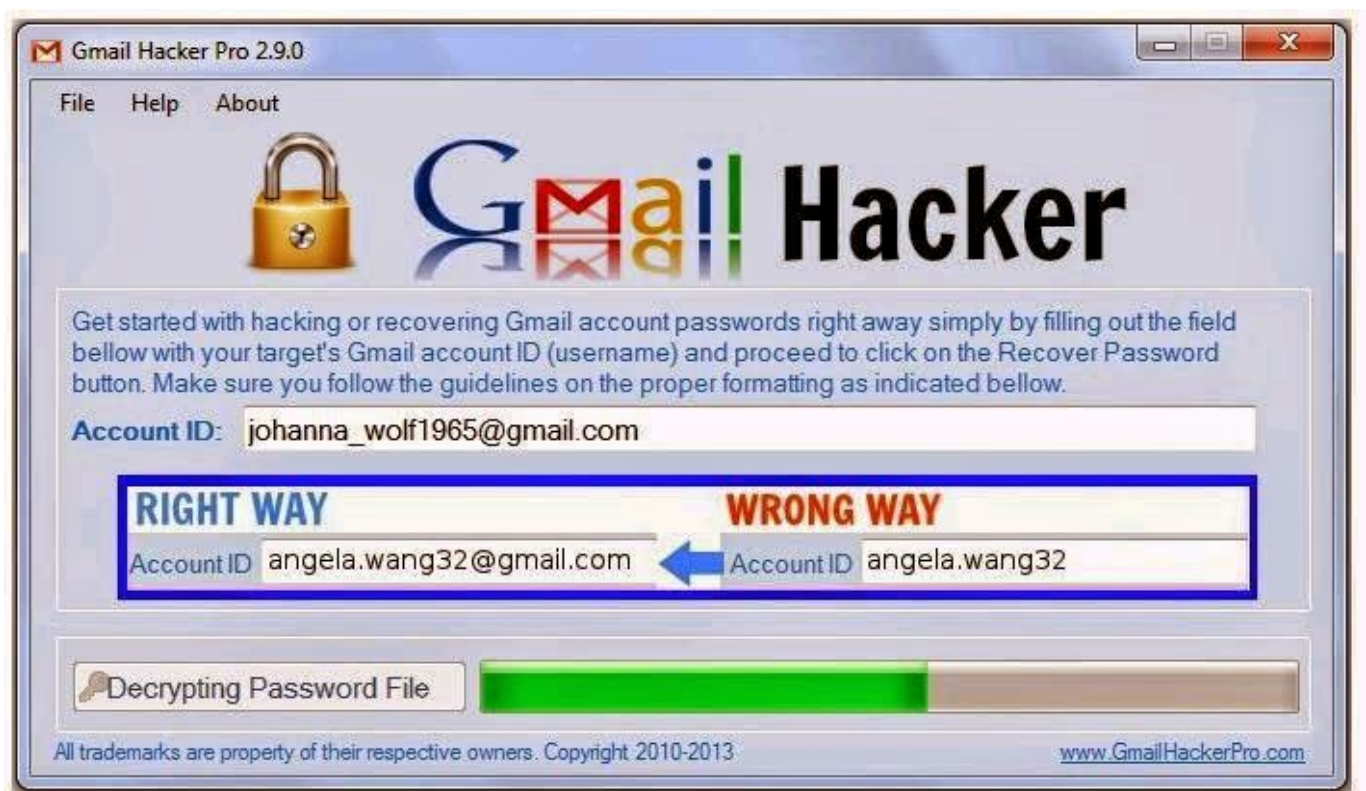 Gmail Hacker Pro 2.9.0
File Help About
Gmail Hacker
Get started with hacking or recovering Gmail account passwords right away simply by filling out the field
bellow with your target's Gmail account ID (username) and proceed to click on the Recover Password
button. Make sure you follow the guidelines on the proper formatting as indicated bellow.
Account ID: johanna_wolf1965@gmail.com
RIGHT WAY WRONG WAY
Account ID angela.wang32@gmail.com Account ID angela.wang32
Decrypting Password File
All trademarks are property of their respective owners. Copyright 2010-2013 www.GmailHackerPro.com